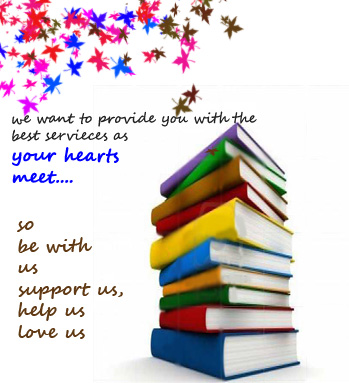 we want to provide you with the
best servieces as
your hearts
meet....
so
be with
us
support us,
help us
love us